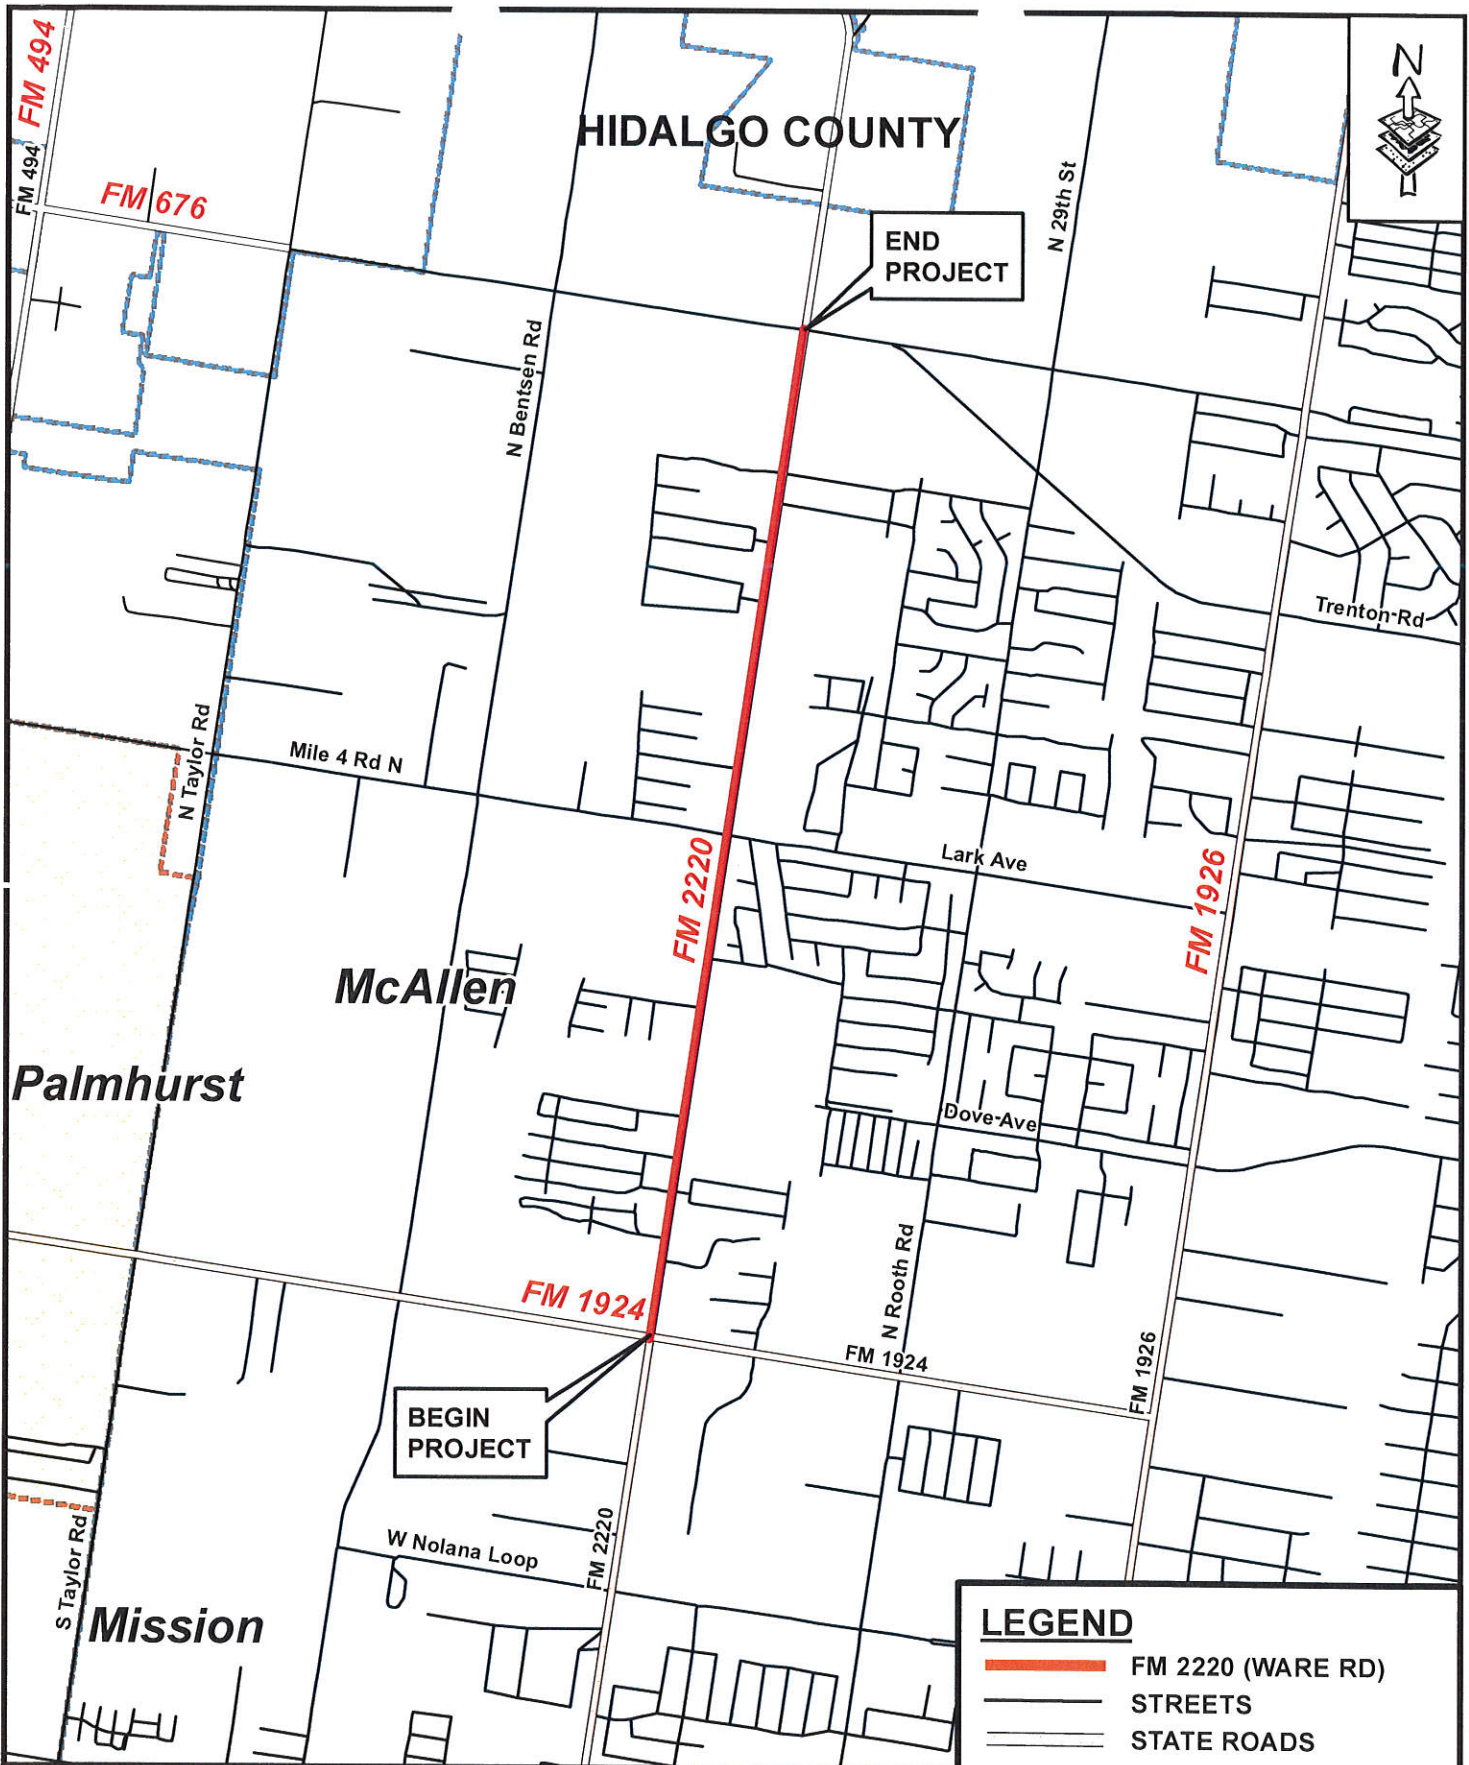 FM 494
FM 494
FM 676
HIDALGO COUNTY
N
N 29th St
END
PROJECT
N Bentsen Rd
Trenton Rd
N Taylor Rd
Mile 4 Rd N
FM 2220
Lark Ave
FM 1926
McAllen
Palmhurst
Dove Ave
N Rooth Rd
FM 1924
FM 1924
FM 1926
BEGIN
PROJECT
FM 2220
W Nolana Loop
S Taylor Rd
Mission
LEGEND
FM 2220 (WARE RD)
STREETS
STATE ROADS